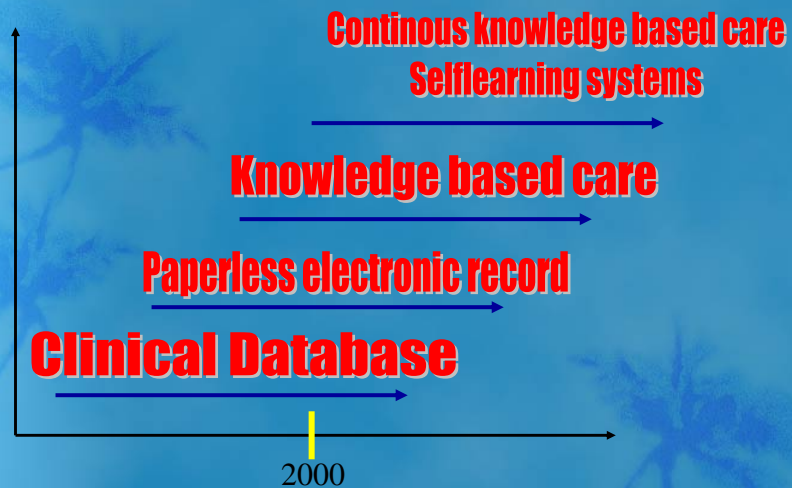 Continous knowledge based care
Selflearning systems
Knowledge based care
Paperless electronic record
Clinical Database
2000